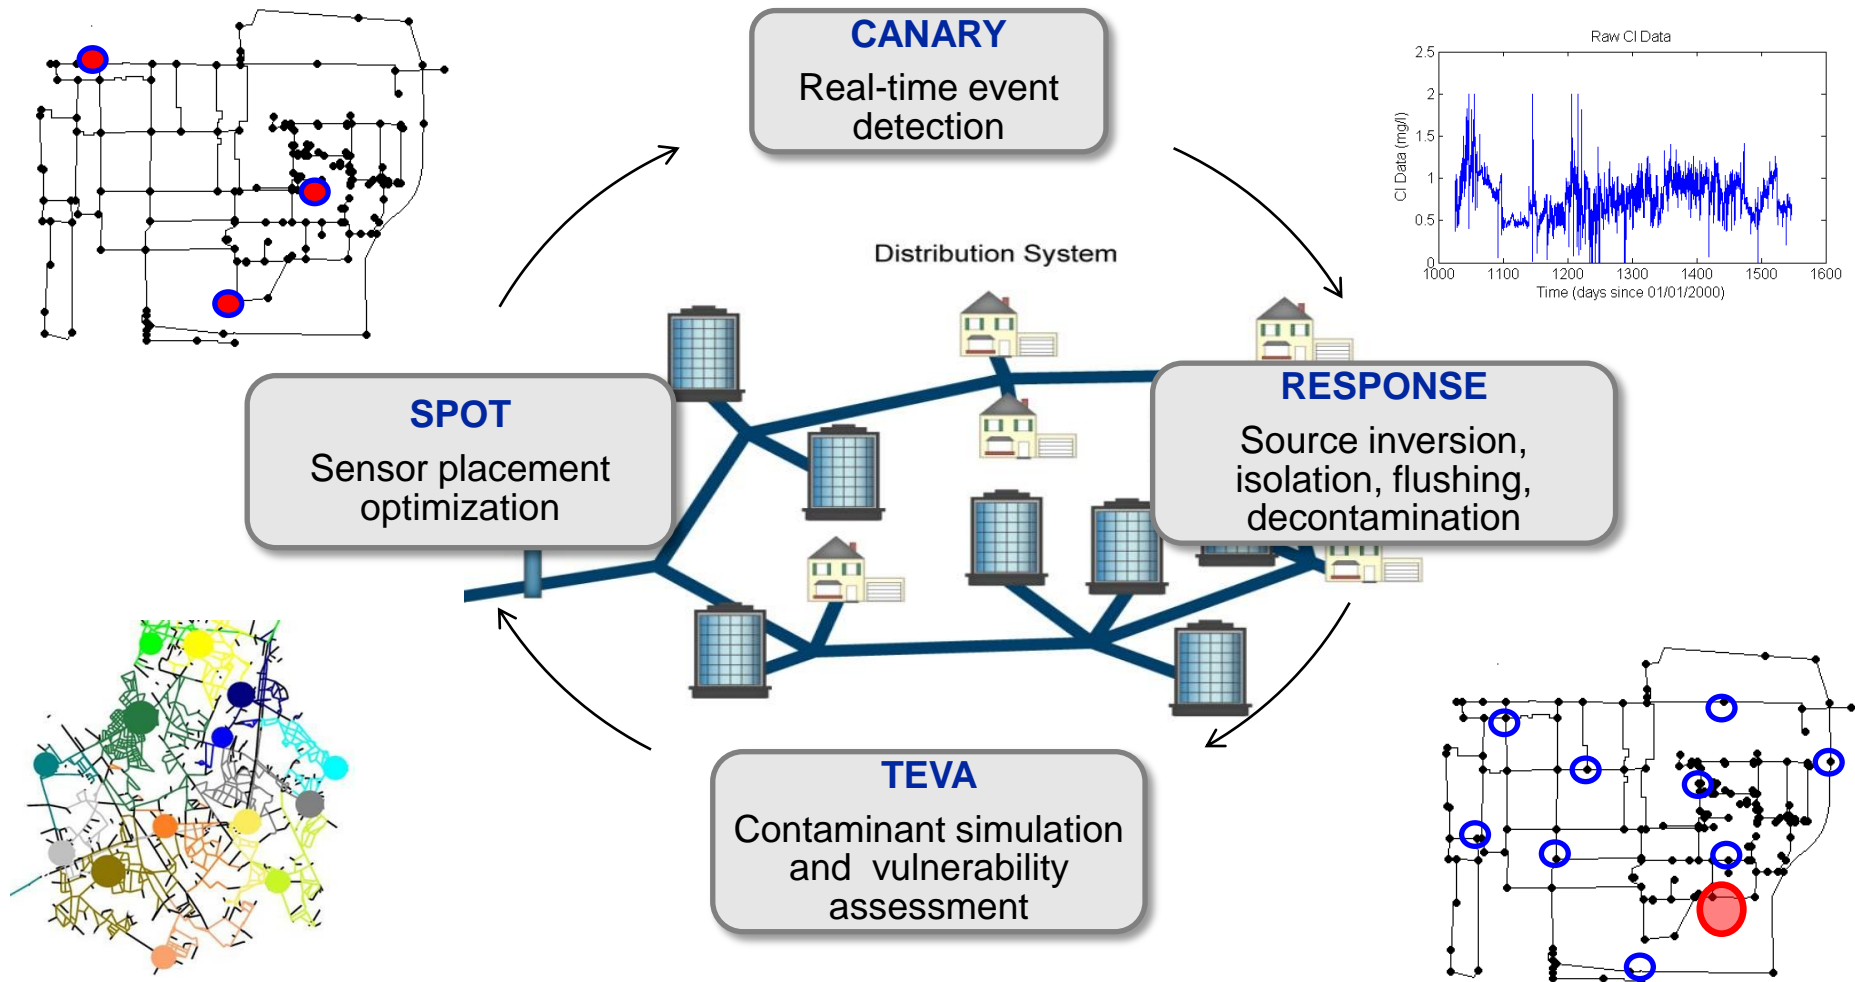 CANARY
Real-time event
detection
Raw Cl Data
2.5
2
1.5
1
0.5
0
Cl Data (mg/l)
1000 1100 1200 1300 1400 1500 1600
Time (days since 01/01/2000)
Distribution System
SPOT
Sensor placement
optimization
RESPONSE
Source inversion,
isolation, flushing,
decontamination
TEVA
Contaminant simulation
and vulnerability
assessment